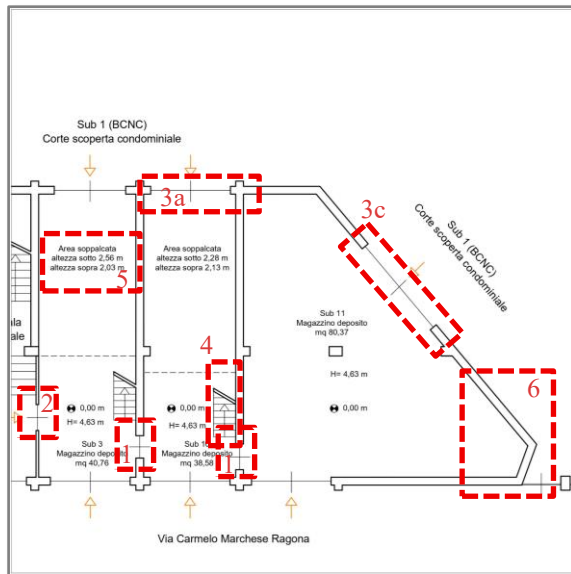 Sub 1 (BCNC)
Corte scoperta condominiale
3a
3c
Sub 1 (BCNC)
Corte scoperta condominiale
Area soppalcata
altezza sotto 2,56 m
altezza sopra 2,03 m
5
Area soppalcata
altezza sotto 2,28 m
altezza sopra 2,13 m
Sub 11
Magazzino deposito
mq 80,37
4
H= 4,63 m
6
2
0,00 m
H= 4,63 m
0,00 m
H= 4,63 m
0,00 m
Sub 3
Magazzino deposito
mq 40,76
1
Magazzino deposito
mq 38,58
1
Via Carmelo Marchese Ragona